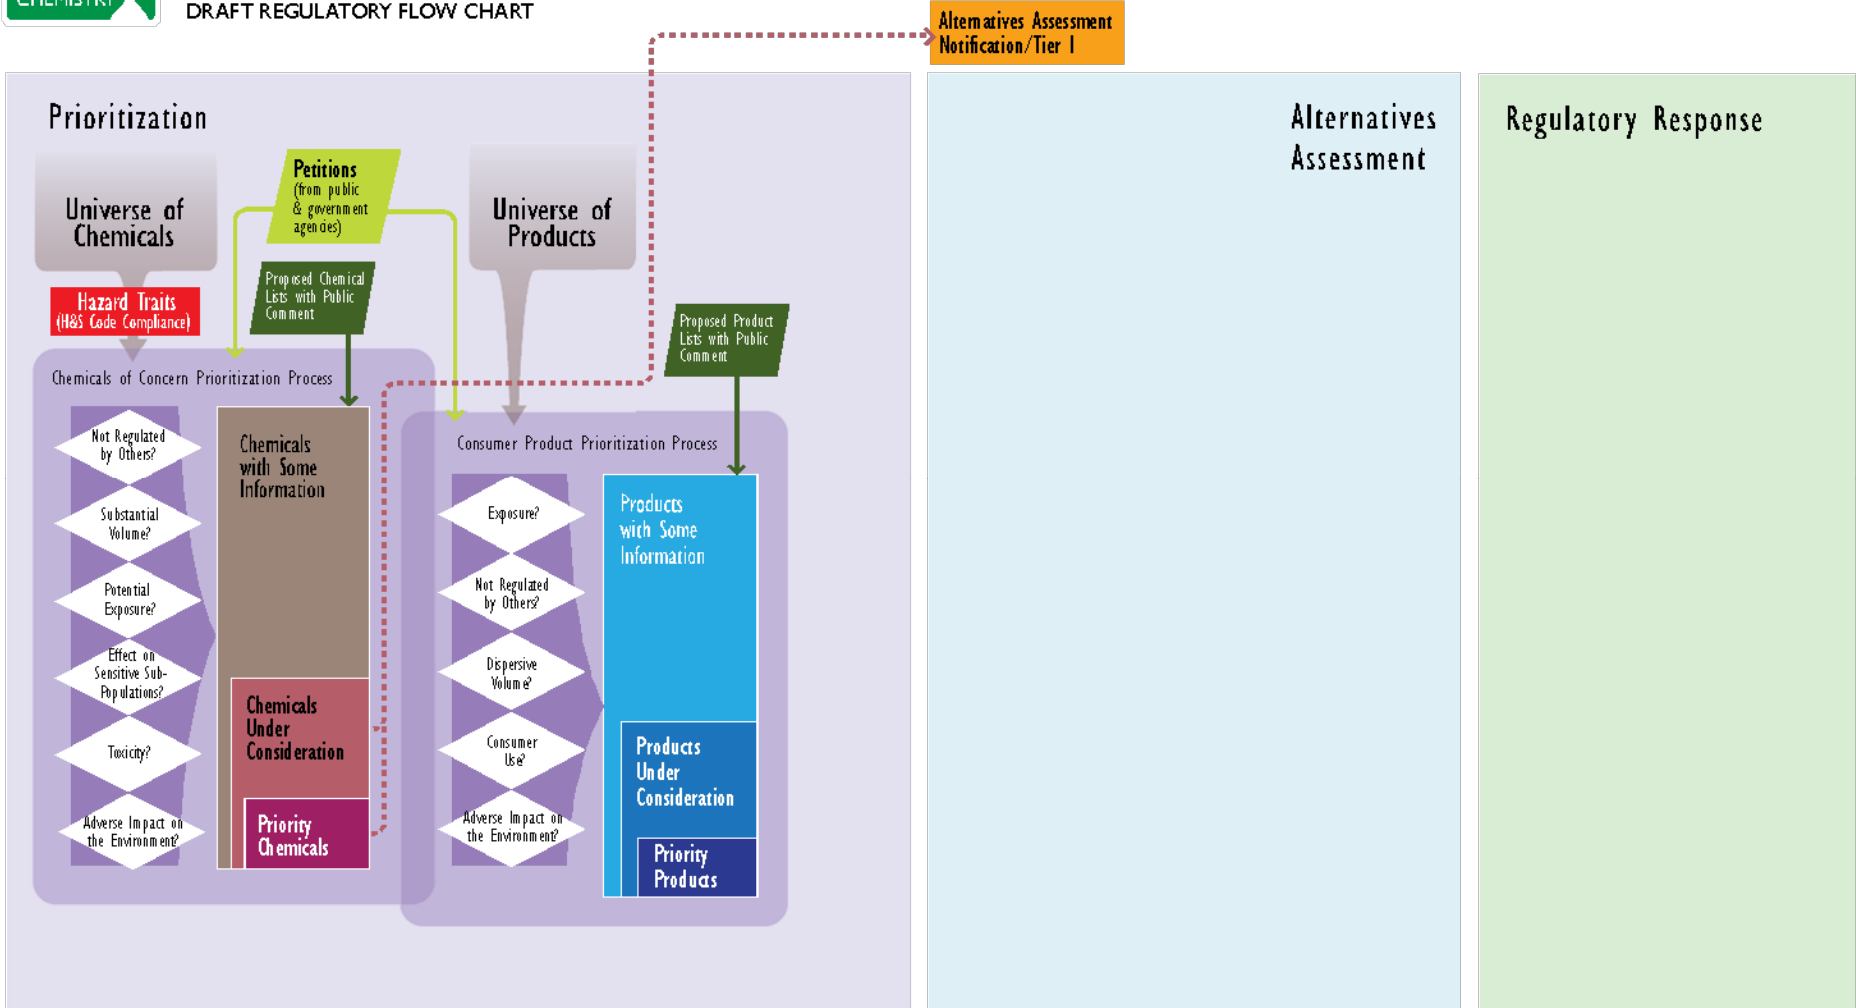 CHEMISTRY
DRAFT REGULATORY FLOW CHART
Alternatives Assessment
Notification/Tier I
Prioritization
Universe of
Chemicals
Petitions
(from public
& government
agencies)
Universe of
Products
Hazard Traits
(H&S Code Compliance)
Proposed Chemical
Lists with Public
Comment
Proposed Product
Lists with Public
Comment
Chemicals of Concern Prioritization Process
Not Regulated
by Others?
Substantial
Volume?
Potential
Exposure?
Effect on
Sensitive Sub-
Populations?
Toxicity?
Adverse Impact on
the Environment?
Chemicals
with Some
Information
Chemicals
Under
Consideration
Priority
Chemicals
Consumer Product Prioritization Process
Exposure?
Not Regulated
by Others?
Dispersive
Volume?
Consumer
Use?
Adverse Impact on
the Environment?
Products
with Some
Information
Products
Under
Consideration
Priority
Products
Alternatives
Assessment
Regulatory Response